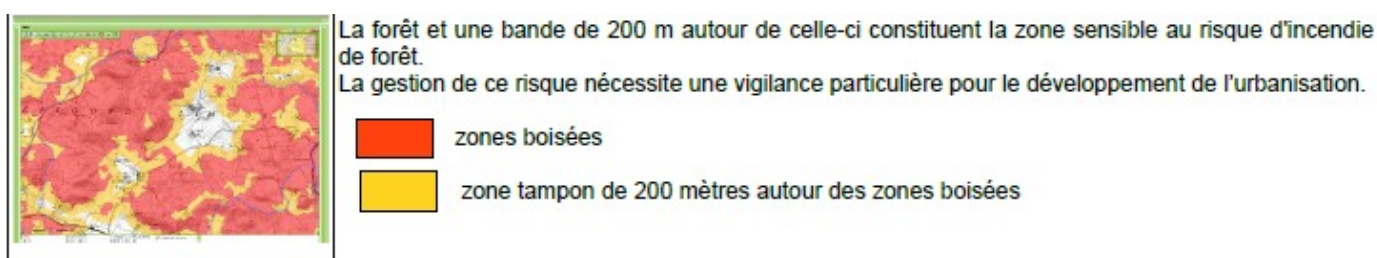 La forêt et une bande de 200 m autour de celle-ci constituent la zone sensible au risque d'incendie
de forêt.
La gestion de ce risque nécessite une vigilance particulière pour le développement de l'urbanisation.
zones boisées
zone tampon de 200 mètres autour des zones boisées